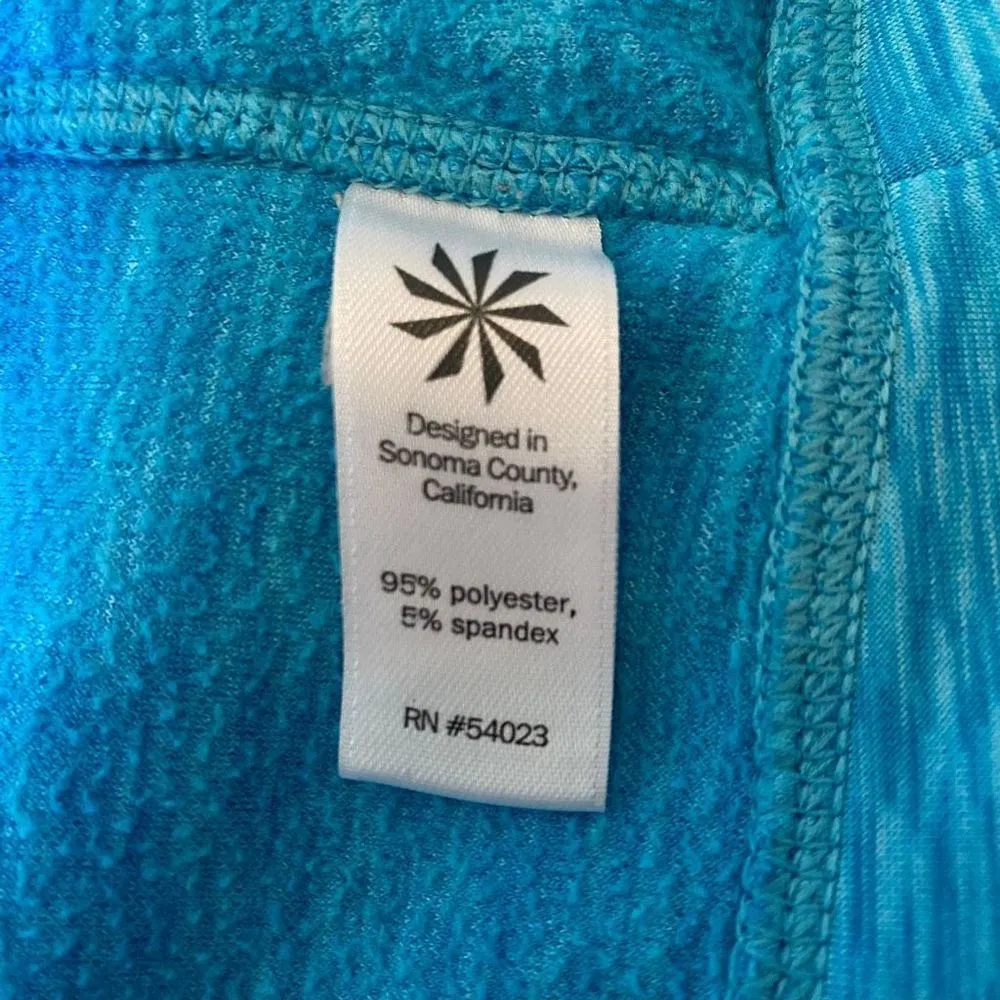 Designed in
Sonoma County,
California
95% polyester,
5% spandex
RN #54023